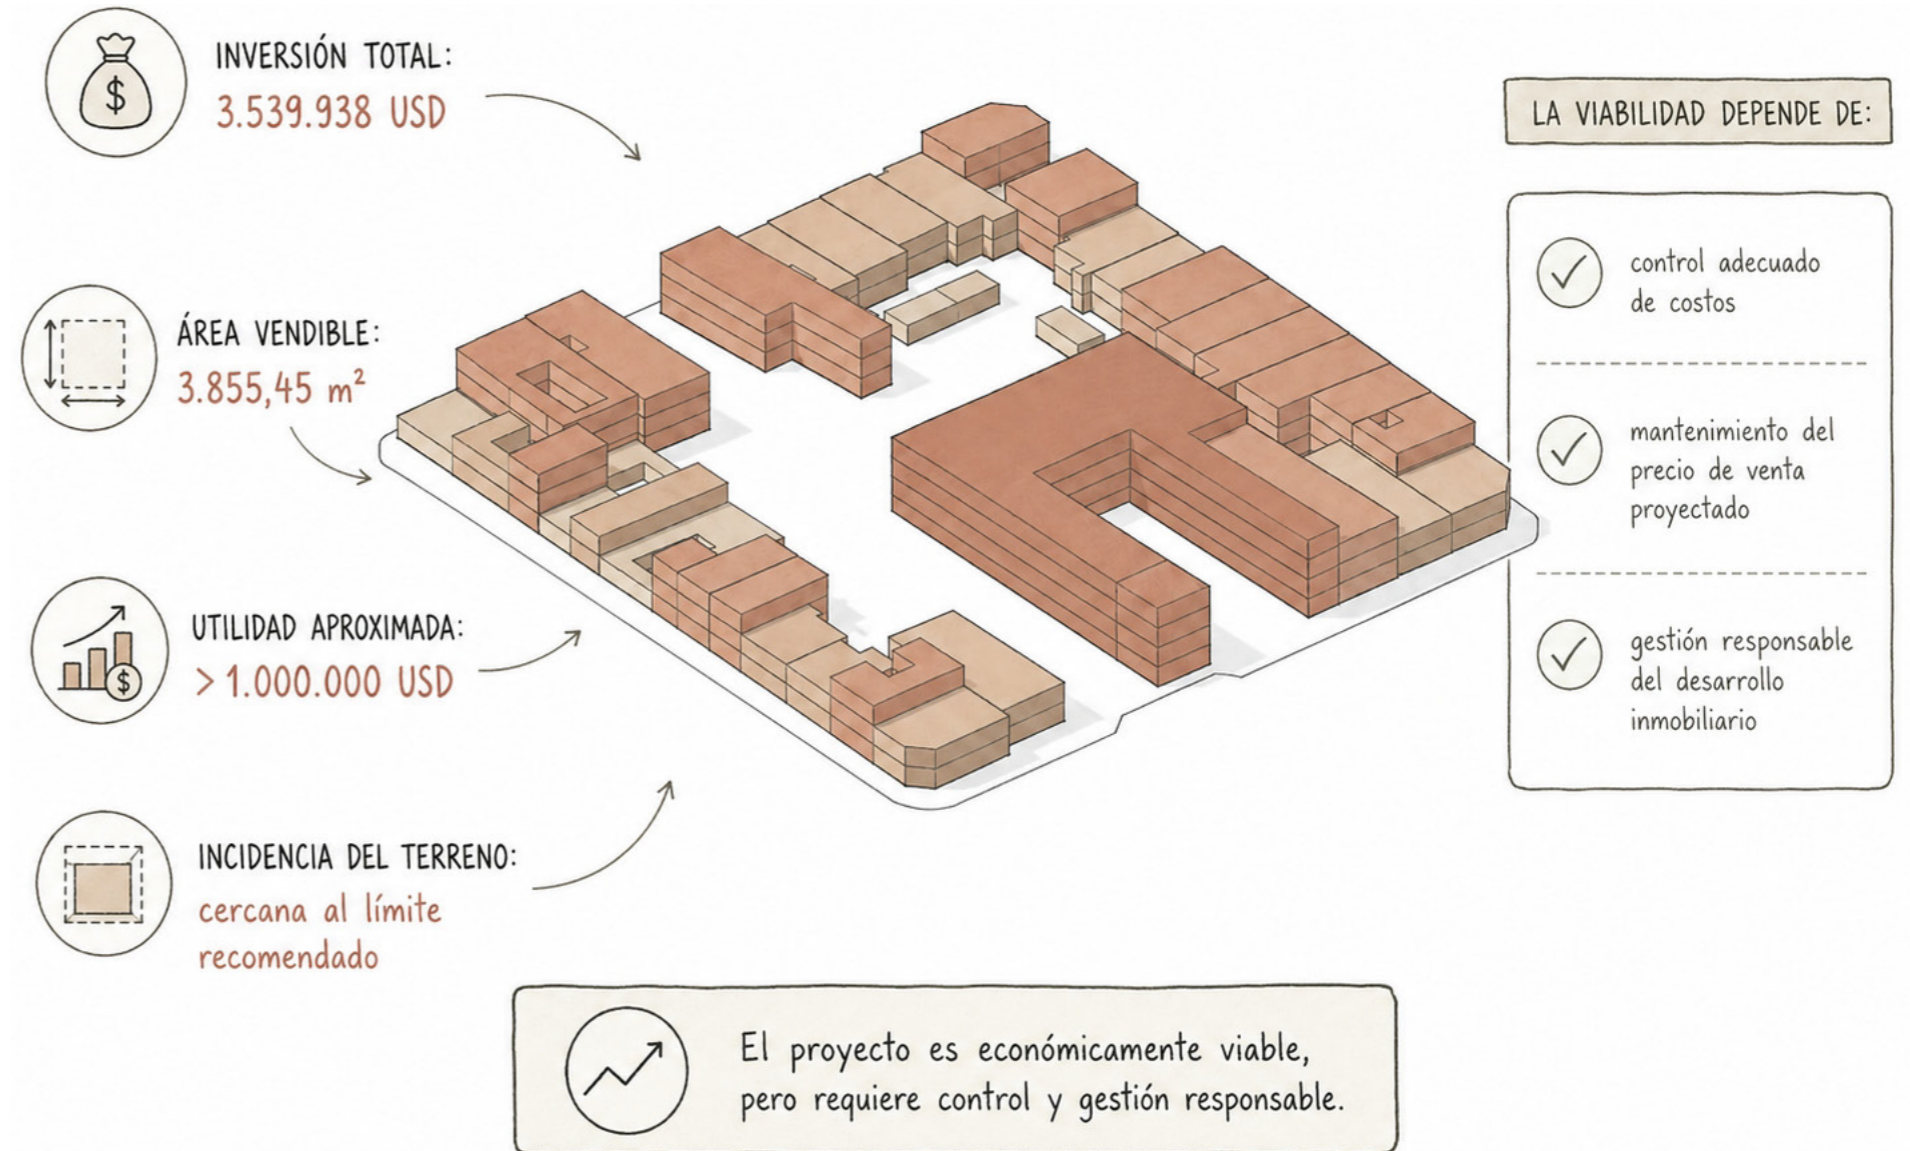 INVERSIÓN TOTAL:
3.539.938 USD
ÁREA VENDIBLE:
3.855,45 m²
UTILIDAD APROXIMADA:
> 1.000.000 USD
INCIDENCIA DEL TERRENO:
cercana al límite
recomendado
LA VIABILIDAD DEPENDE DE:
control adecuado
de costos
mantenimiento del
precio de venta
proyectado
gestión responsable
del desarrollo
inmobiliario
El proyecto es económicamente viable,
pero requiere control y gestión responsable.
$
$